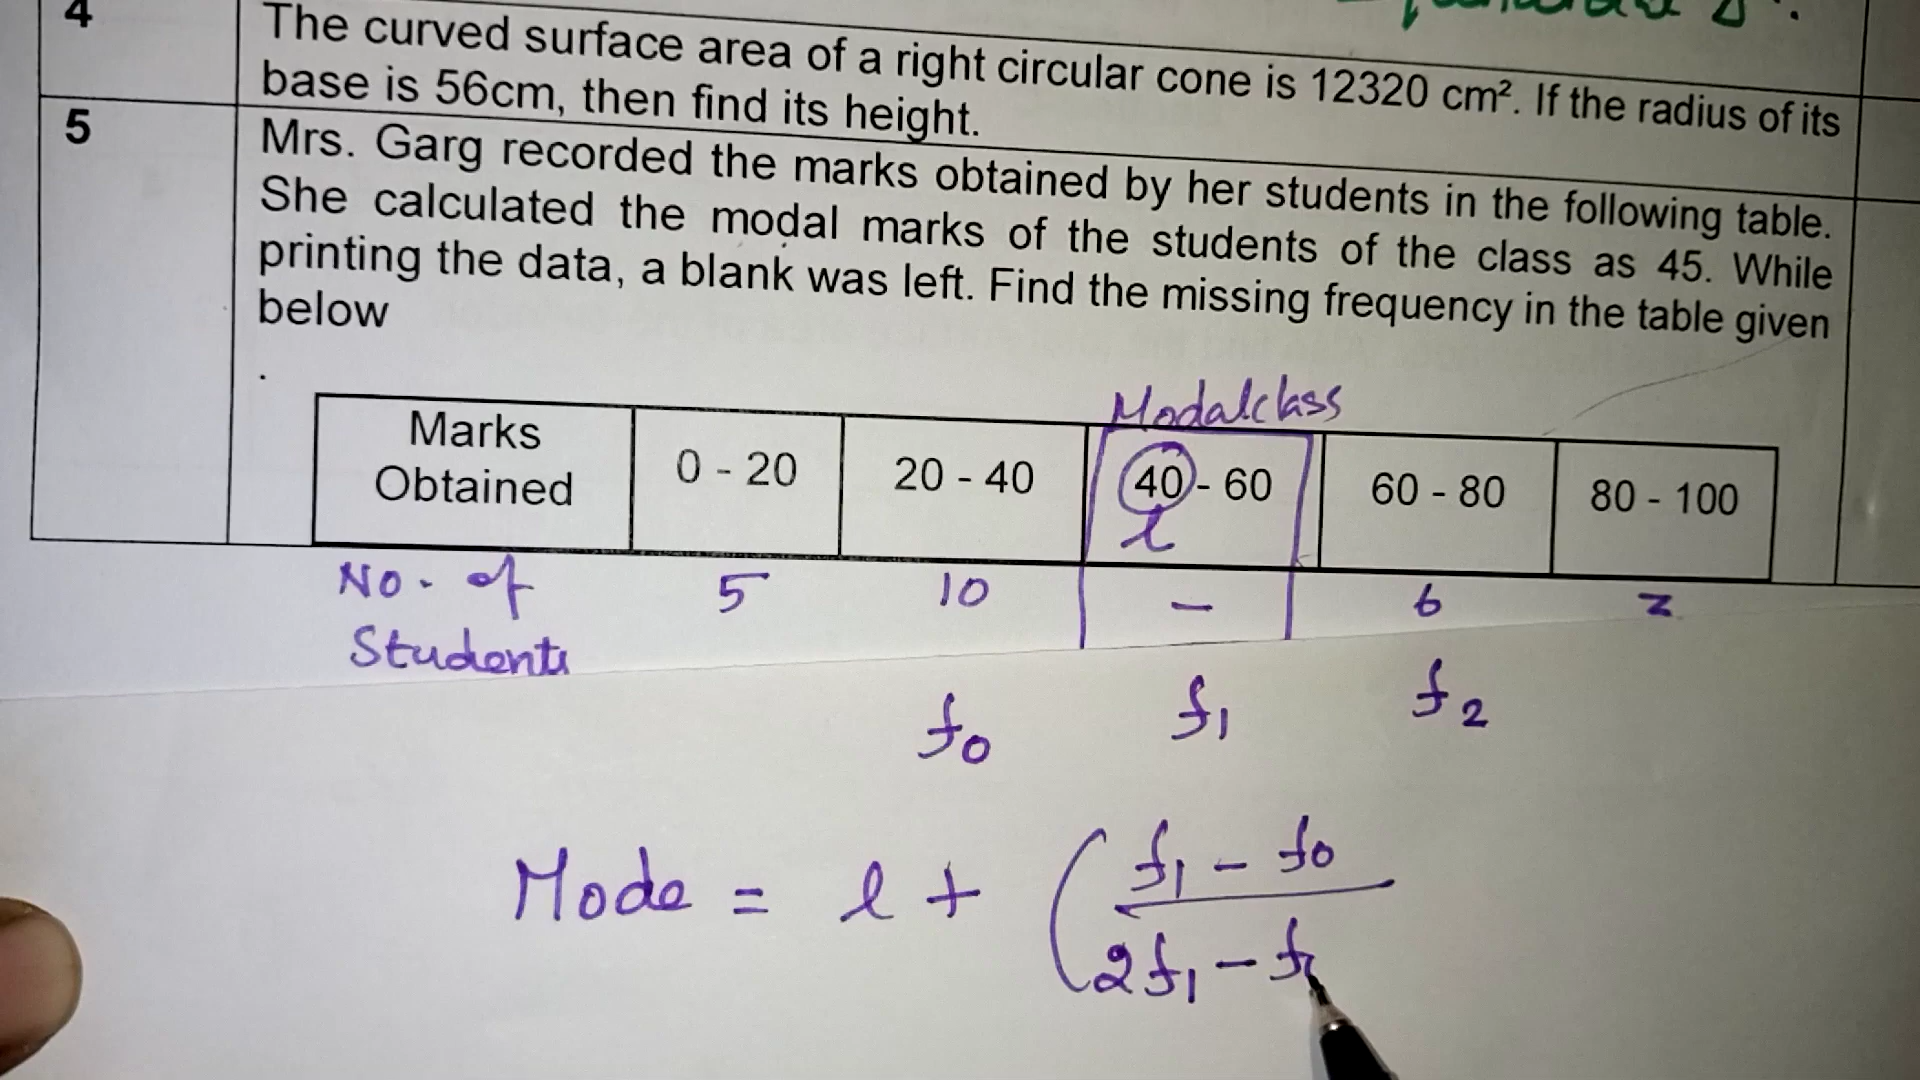 4
The curved surface area of a right circular cone is 12320 cm². If the radius of its
base is 56cm, then find its height.
5
Mrs. Garg recorded the marks obtained by her students in the following table.
She calculated the modal marks of the students of the class as 45. While
printing the data, a blank was left. Find the missing frequency in the table given
below
.
Modal class
Marks Obtained 0 - 20 20 - 40 40 - 60 60 - 80 80 - 100
l
No. of Students 5 10 – 6
f0 f1 f2
Mode = l + ( f1 - f0
2f1 - f